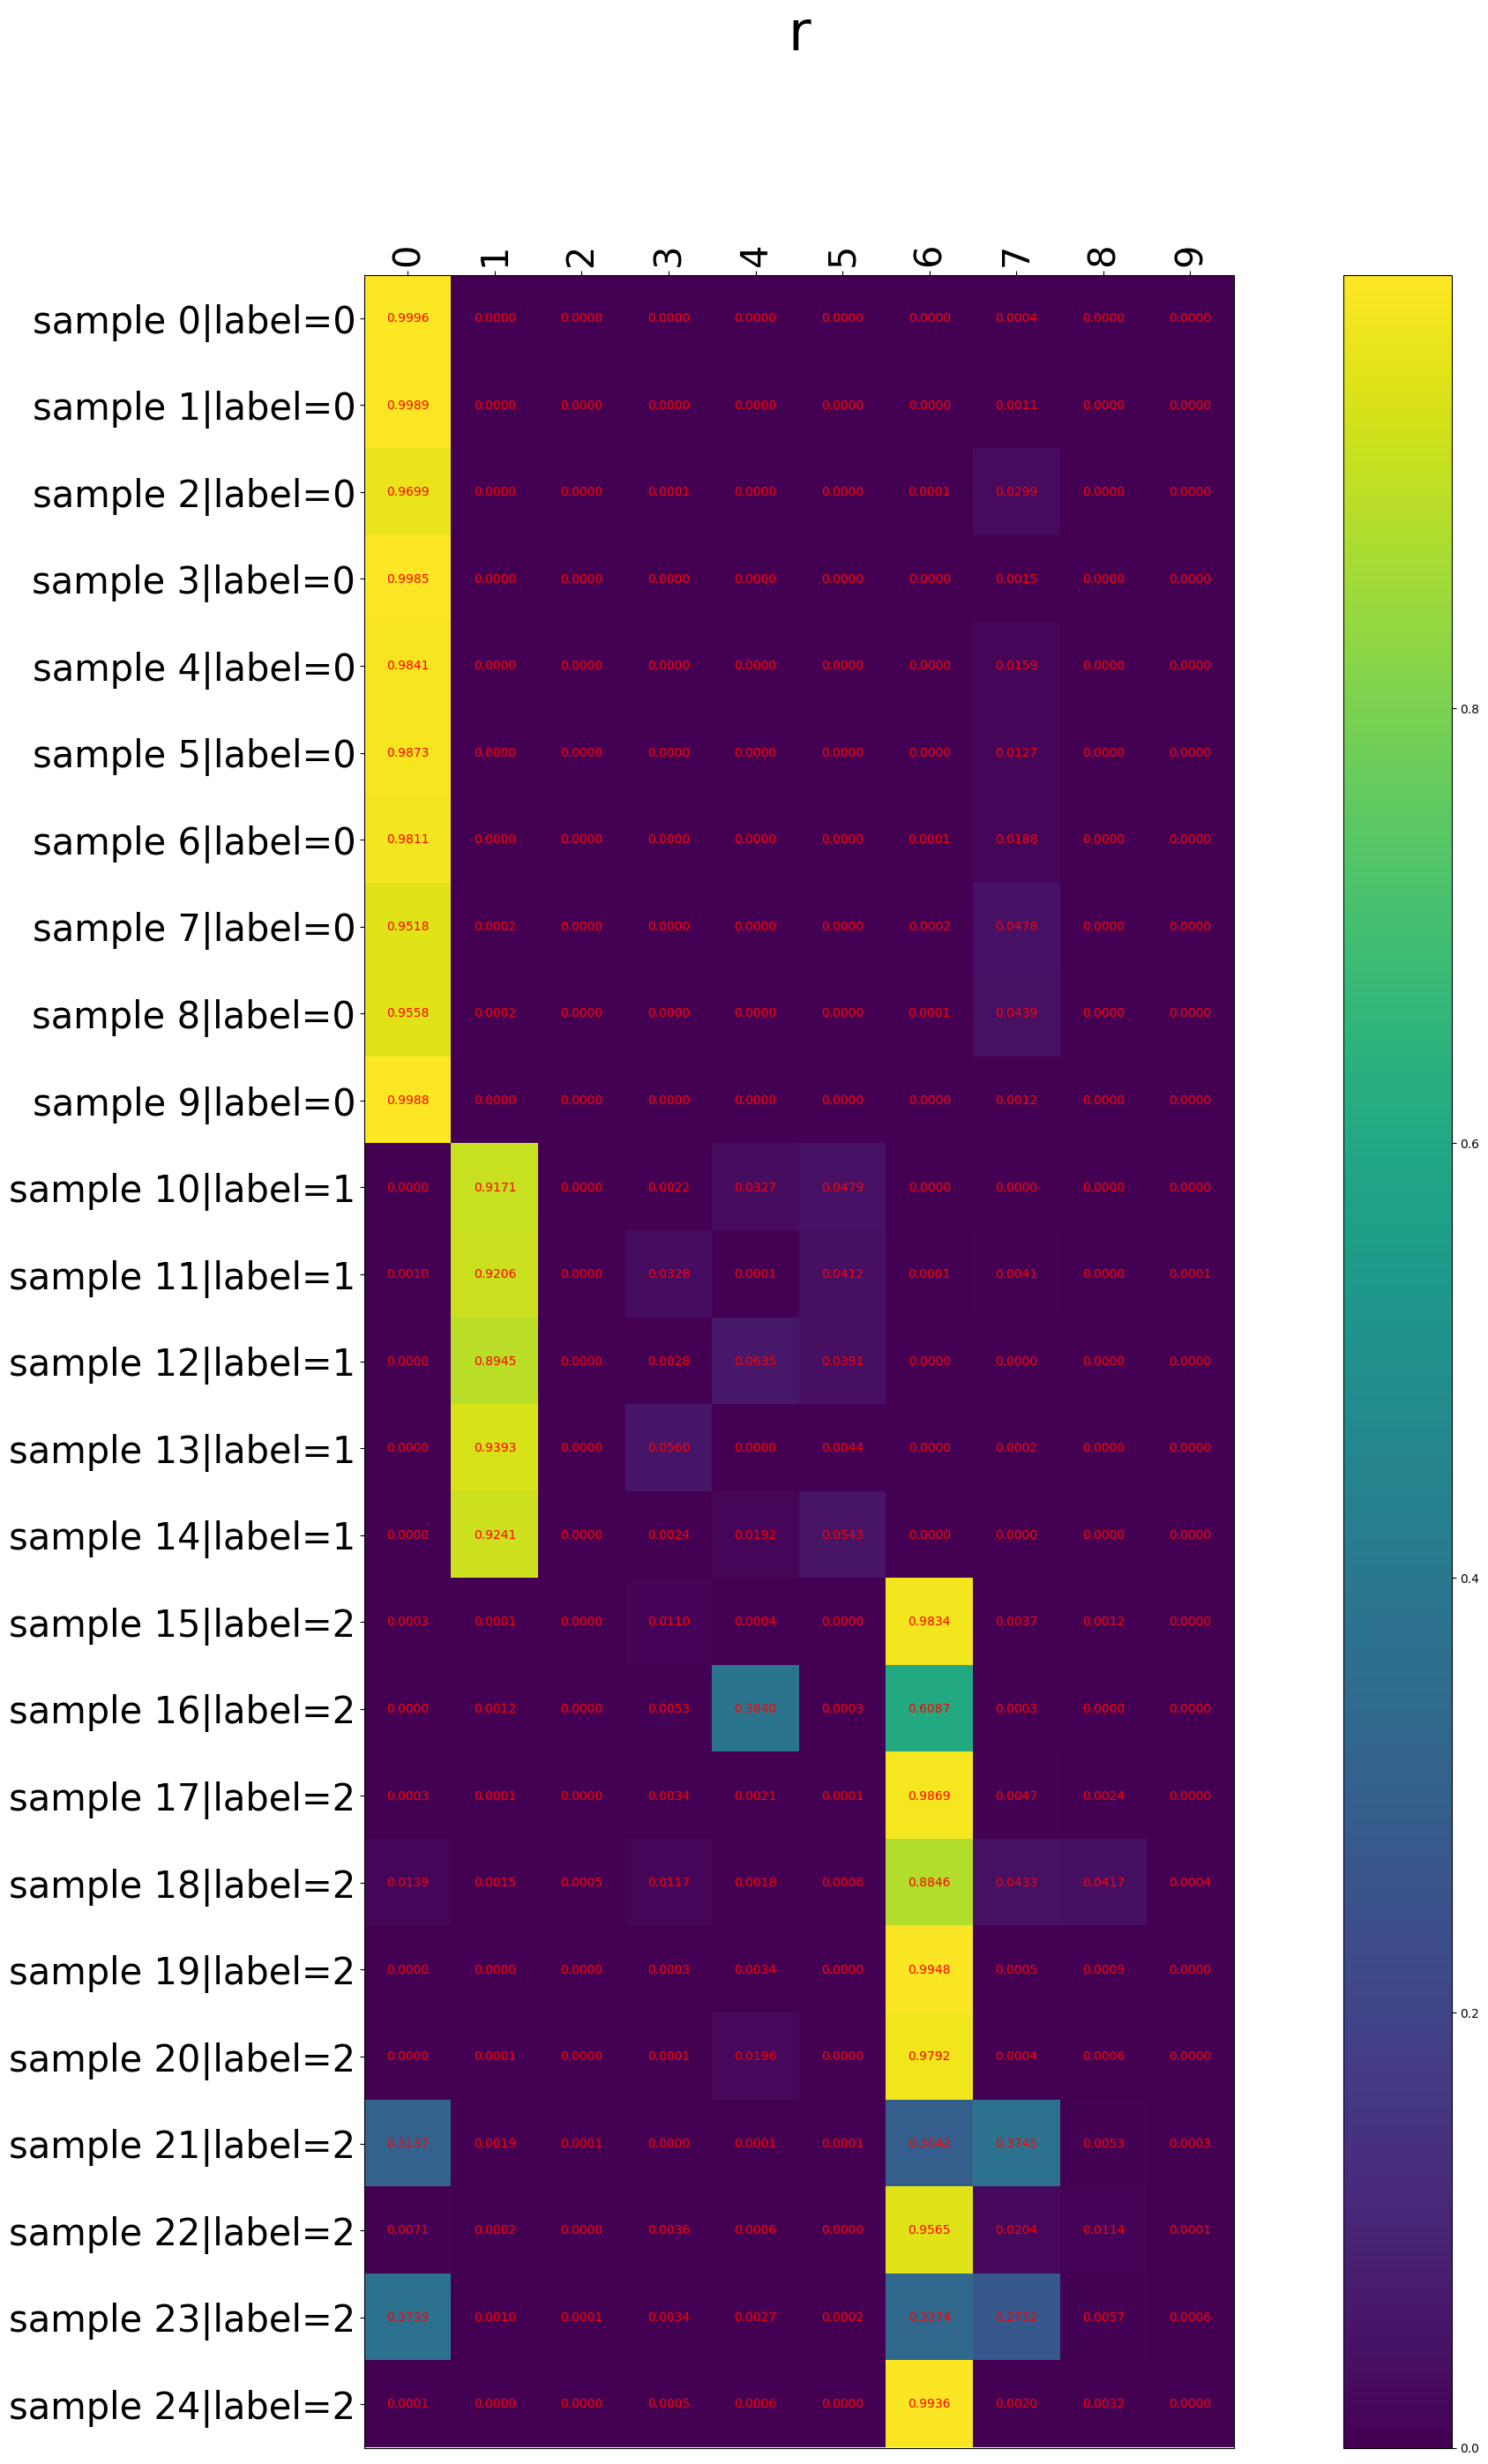 r
0 1 2 3 4 5 6 7 8 9
sample 0|label=0 0.9996 0.0000 0.0000 0.0000 0.0000 0.0000 0.0000 0.0004 0.0000 0.0000
sample 1|label=0 0.9989 0.0000 0.0000 0.0000 0.0000 0.0000 0.0000 0.0011 0.0000 0.0000
sample 2|label=0 0.9699 0.0000 0.0000 0.0001 0.0000 0.0000 0.0001 0.0299 0.0000 0.0000
sample 3|label=0 0.9985 0.0000 0.0000 0.0000 0.0000 0.0000 0.0000 0.0015 0.0000 0.0000
sample 4|label=0 0.9841 0.0000 0.0000 0.0000 0.0000 0.0000 0.0000 0.0159 0.0000 0.0000
0.8
sample 5|label=0 0.9873 0.0000 0.0000 0.0000 0.0000 0.0000 0.0000 0.0127 0.0000 0.0000
sample 6|label=0 0.9811 0.0000 0.0000 0.0000 0.0000 0.0000 0.0001 0.0188 0.0000 0.0000
sample 7|label=0 0.9518 0.0002 0.0000 0.0000 0.0000 0.0000 0.0002 0.0478 0.0000 0.0000
sample 8|label=0 0.9558 0.0002 0.0000 0.0000 0.0000 0.0000 0.0001 0.0439 0.0000 0.0000
sample 9|label=0 0.9988 0.0000 0.0000 0.0000 0.0000 0.0000 0.0000 0.0012 0.0000 0.0000
0.6
sample 10|label=1 0.0000 0.9171 0.0000 0.0022 0.0327 0.0479 0.0000 0.0000 0.0000 0.0000
sample 11|label=1 0.0010 0.9206 0.0000 0.0328 0.0001 0.0412 0.0001 0.0041 0.0000 0.0001
sample 12|label=1 0.0000 0.8945 0.0000 0.0028 0.0635 0.0391 0.0000 0.0000 0.0000 0.0000
sample 13|label=1 0.0000 0.9393 0.0000 0.0560 0.0000 0.0044 0.0000 0.0002 0.0000 0.0000
sample 14|label=1 0.0000 0.9241 0.0000 0.0024 0.0192 0.0543 0.0000 0.0000 0.0000 0.0000
0.4
sample 15|label=2 0.0003 0.0001 0.0000 0.0110 0.0004 0.0000 0.9834 0.0037 0.0012 0.0000
sample 16|label=2 0.0000 0.0012 0.0000 0.0053 0.3840 0.0003 0.6087 0.0003 0.0000 0.0000
sample 17|label=2 0.0003 0.0001 0.0000 0.0034 0.0021 0.0001 0.9869 0.0047 0.0024 0.0000
sample 18|label=2 0.0139 0.0015 0.0005 0.0117 0.0018 0.0006 0.8846 0.0433 0.0417 0.0004
sample 19|label=2 0.0000 0.0000 0.0000 0.0003 0.0034 0.0000 0.9948 0.0005 0.0009 0.0000
0.2
sample 20|label=2 0.0000 0.0001 0.0000 0.0001 0.0196 0.0000 0.9792 0.0004 0.0006 0.0000
sample 21|label=2 0.3137 0.0019 0.0001 0.0000 0.0001 0.0001 0.3042 0.3745 0.0053 0.0003
sample 22|label=2 0.0071 0.0002 0.0000 0.0036 0.0006 0.0000 0.9565 0.0204 0.0114 0.0001
sample 23|label=2 0.3739 0.0010 0.0001 0.0034 0.0027 0.0002 0.3374 0.2752 0.0057 0.0006
sample 24|label=2 0.0001 0.0000 0.0000 0.0005 0.0006 0.0000 0.9936 0.0020 0.0032 0.0000
0.0